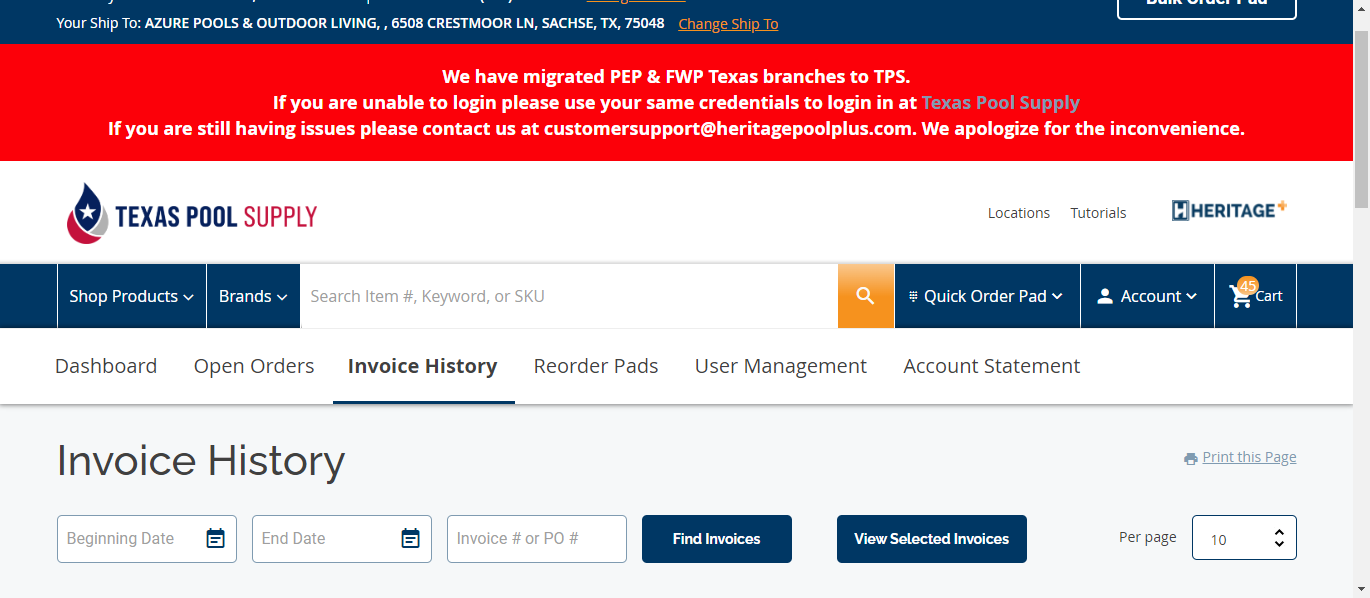 Your Ship To: AZURE POOLS & OUTDOOR LIVING, , 6508 CRESTMOOR LN, SACHSE, TX, 75048 Change Ship To
Bulk Order Pad
We have migrated PEP & FWP Texas branches to TPS.
If you are unable to login please use your same credentials to login in at Texas Pool Supply
If you are still having issues please contact us at customersupport@heritagepoolplus.com. We apologize for the inconvenience.
TEXAS POOL SUPPLY
Locations Tutorials HERITAGE+
Shop Products Brands Search Item #, Keyword, or SKU Quick Order Pad Account 45 Cart
Dashboard Open Orders Invoice History Reorder Pads User Management Account Statement
Invoice History
Print this Page
Beginning Date End Date Invoice # or PO # Find Invoices View Selected Invoices Per page 10